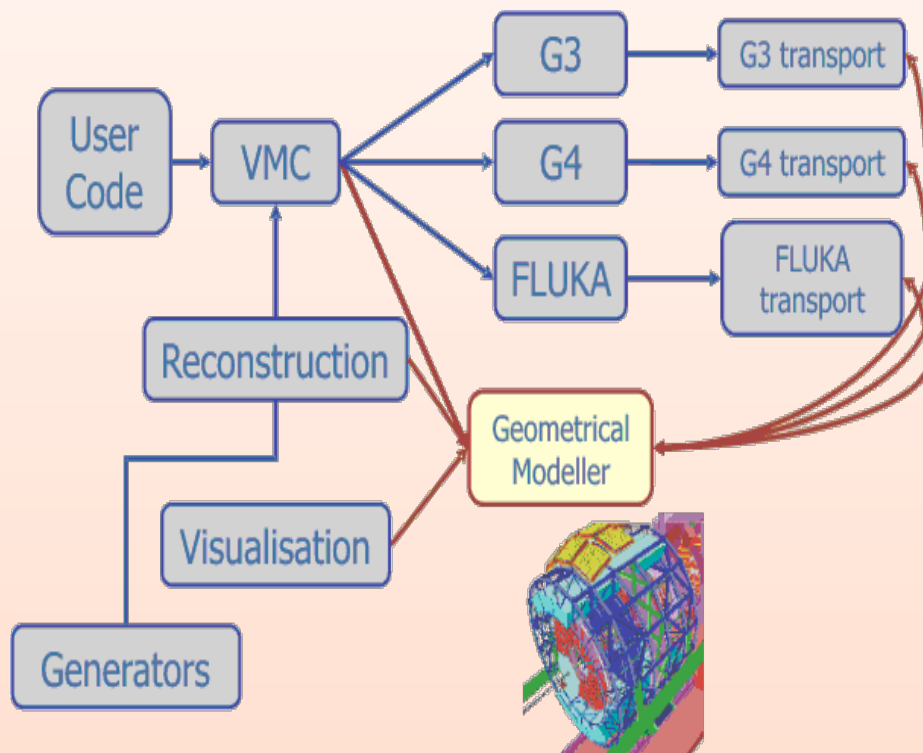 G3
G3 transport
User
Code
VMC
G4
G4 transport
FLUKA
FLUKA
transport
Reconstruction
Geometrical
Modeller
Visualisation
Generators